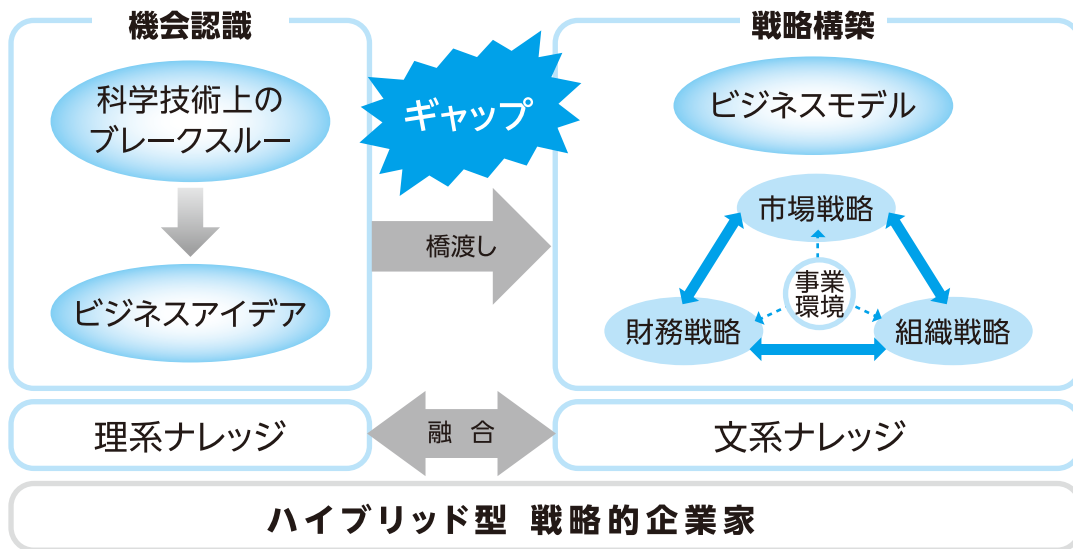 機会認識
科学技術上の
ブレークスルー
ビジネスアイデア
ギャップ
橋渡し
戦略構築
ビジネスモデル
市場戦略
事業
環境
財務戦略
組織戦略
理系ナレッジ
融 合
文系ナレッジ
ハイブリッド型 戦略的企業家